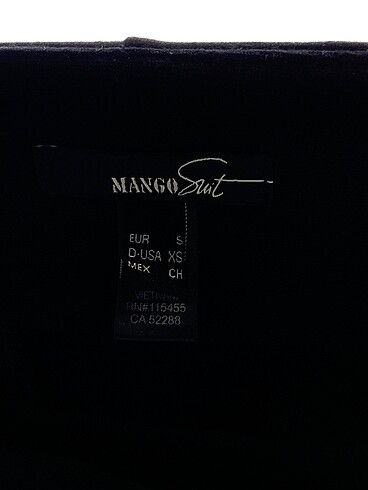 MANGO Suit
EUR S
D-USA XS
MEX CH
VIETNAM
RN#115455
CA 52288